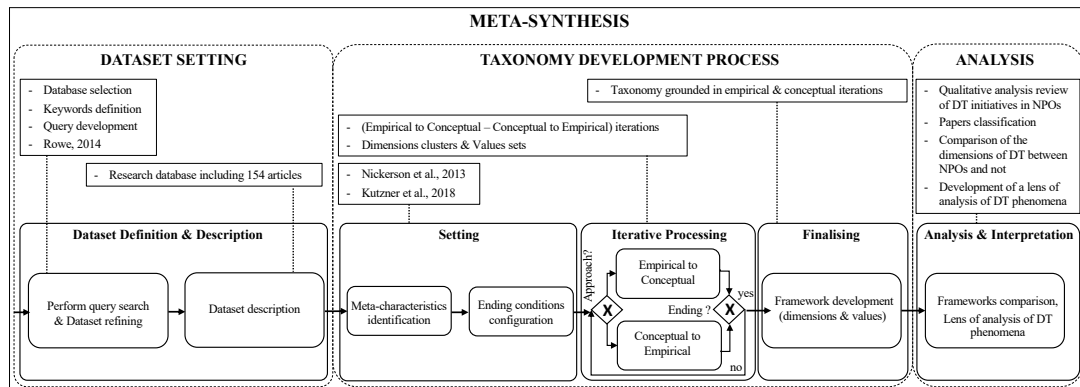 META-SYNTHESIS
DATASET SETTING
TAXONOMY DEVELOPMENT PROCESS
ANALYSIS
- Database selection
- Keywords definition
- Query development
- Rowe, 2014
- Research database including 154 articles
- Taxonomy grounded in empirical & conceptual iterations
- (Empirical to Conceptual – Conceptual to Empirical) iterations
- Dimensions clusters & Values sets
- Nickerson et al., 2013
- Kutzner et al., 2018
- Qualitative analysis review
of DT initiatives in NPOs
- Papers classification
- Comparison of the
dimensions of DT between
NPOs and not
- Development of a lens of
analysis of DT phenomena
Dataset Definition & Description
Perform query search
& Dataset refining
Dataset description
Setting
Meta-characteristics
identification
Ending conditions
configuration
Iterative Processing
Approach?
X
Empirical to
Conceptual
Conceptual to
Empirical
Ending ?
X
yes
no
Finalising
Framework development
(dimensions & values)
Analysis & Interpretation
Frameworks comparison,
Lens of analysis of DT
phenomena